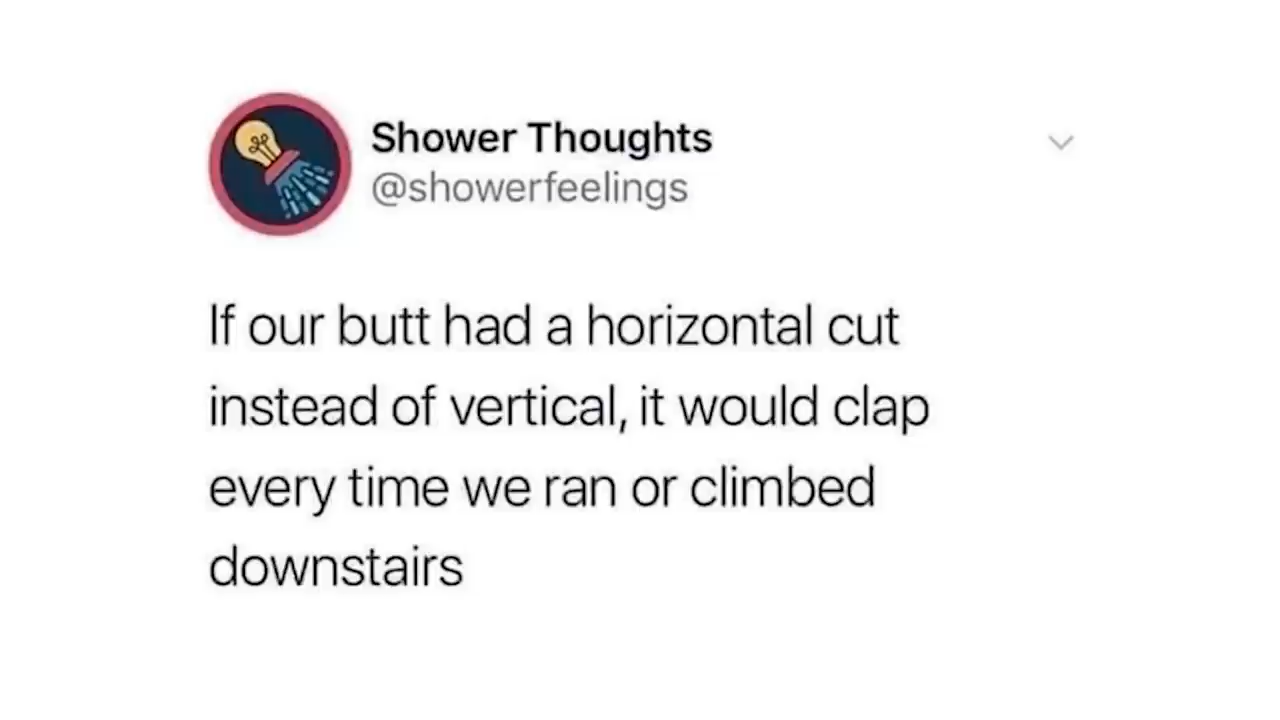 Shower Thoughts
@showerfeelings
If our butt had a horizontal cut
instead of vertical, it would clap
every time we ran or climbed
downstairs